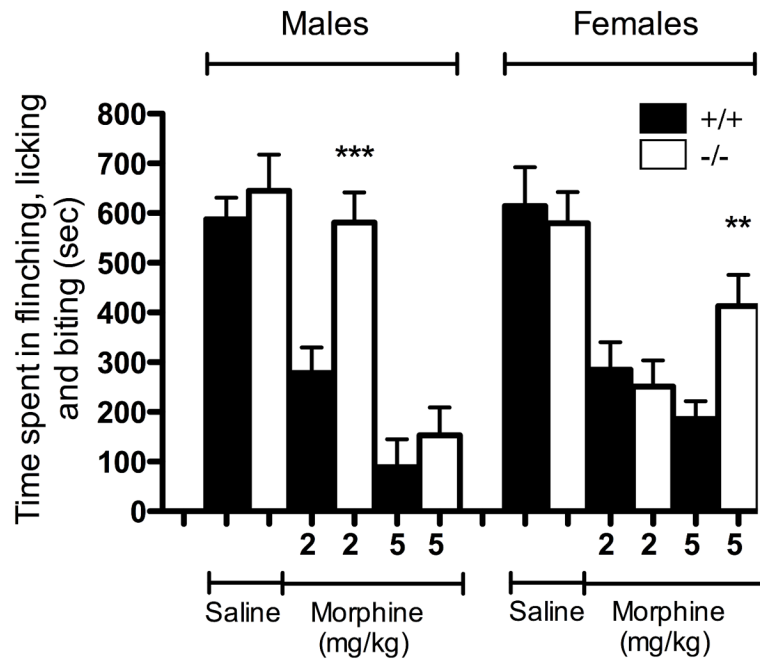 Males
Females
+/+
-/-
***
**
Time spent in flinching, licking
and biting (sec)
800
700
600
500
400
300
200
100
0
2 2 5 5
2 2 5 5
Saline
Morphine
(mg/kg)
Saline
Morphine
(mg/kg)